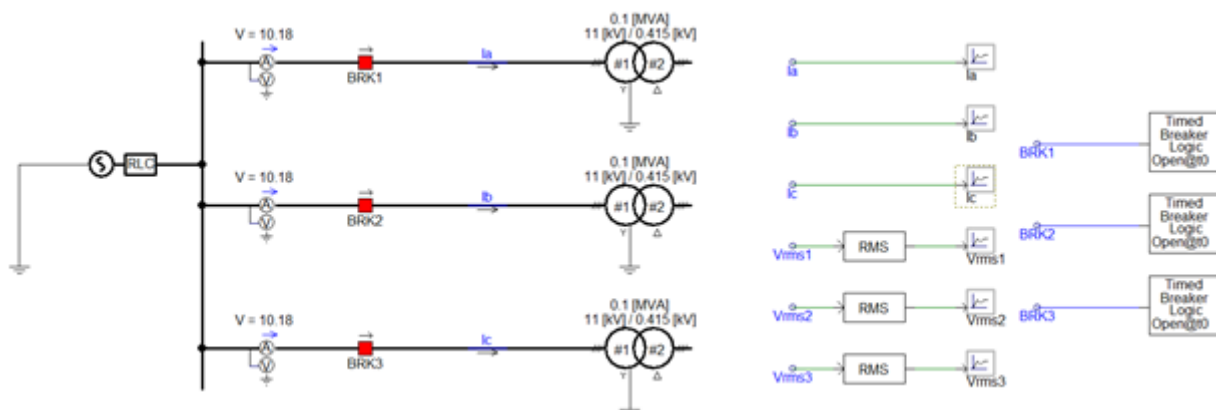 V = 10.18
BRK1
Ia
0.1 [MVA]
11 [kV] / 0.415 [kV]
#1
#2
Y
Δ
A
V
RLC
V = 10.18
BRK2
Ib
0.1 [MVA]
11 [kV] / 0.415 [kV]
#1
#2
Y
Δ
A
V
V = 10.18
BRK3
Ic
0.1 [MVA]
11 [kV] / 0.415 [kV]
#1
#2
Y
Δ
A
V
Ia
Ia
Ib
Ib
Ic
Ic
Vrms1
RMS
Vrms1
Vrms2
RMS
Vrms2
Vrms3
RMS
Vrms3
BRK1
Timed
Breaker
Logic
Open@t0
BRK2
Timed
Breaker
Logic
Open@t0
BRK3
Timed
Breaker
Logic
Open@t0